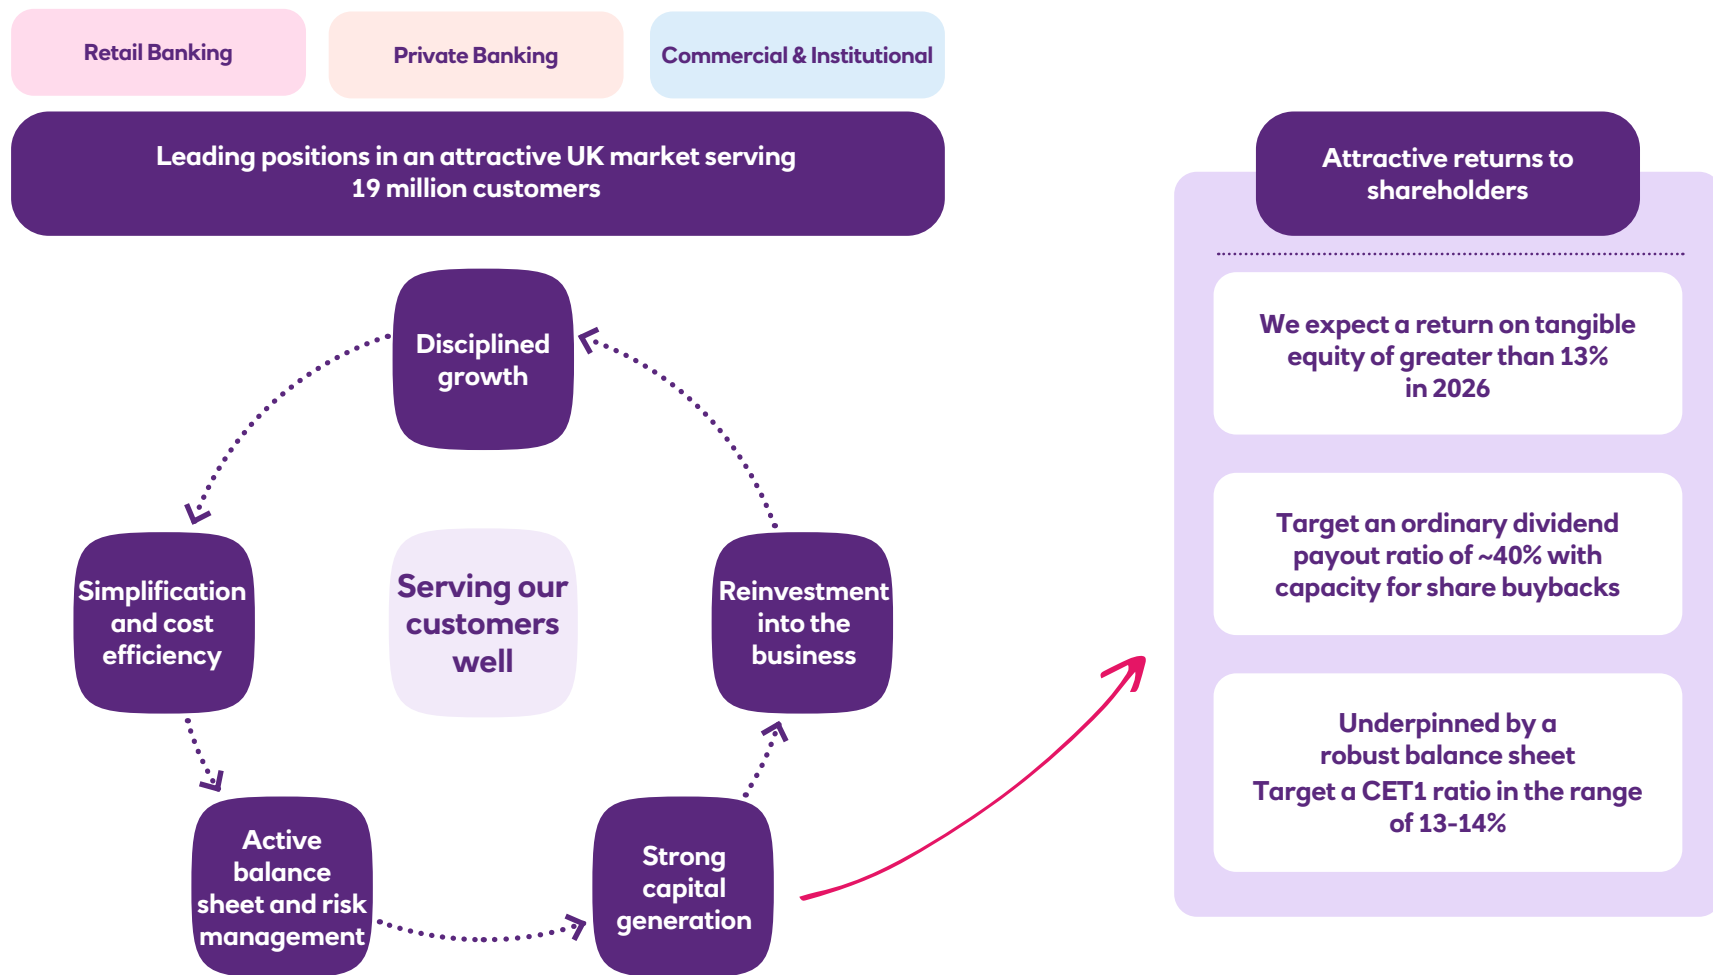 Retail Banking
Private Banking
Commercial & Institutional
Leading positions in an attractive UK market serving
19 million customers
Disciplined
growth
Simplification
and cost
efficiency
Serving our
customers
well
Reinvestment
into the
business
Active
balance
sheet and risk
management
Strong
capital
generation
Attractive returns to
shareholders
We expect a return on tangible
equity of greater than 13%
in 2026
Target an ordinary dividend
payout ratio of ~40% with
capacity for share buybacks
Underpinned by a
robust balance sheet
Target a CET1 ratio in the range
of 13-14%